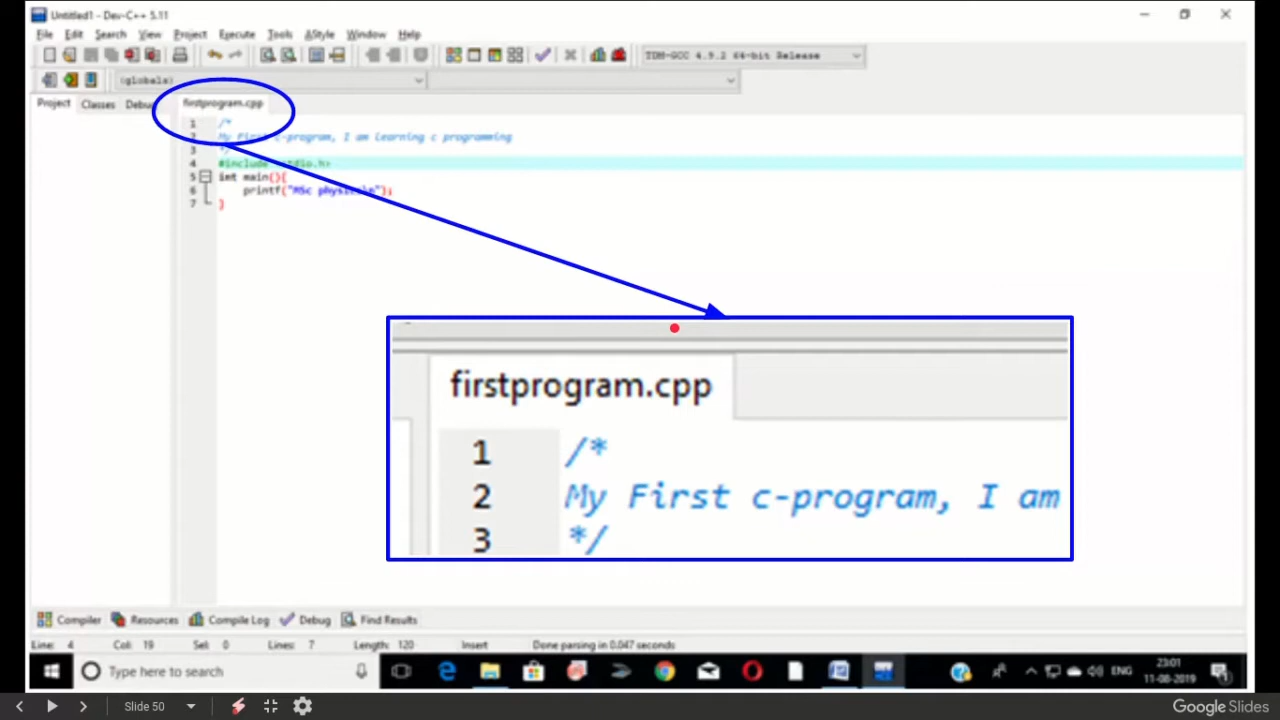 Untitled1 - Dev-C++ 5.11
File Edit Search View Project Execute Tools AStyle Window Help
TDM-GCC 4.9.2 64-bit Release
(globals)
Project Classes Debug firstprogram.cpp
1 /*
2 My First c-program, I am learning c programming
3 */
4 #include <stdio.h>
5 int main(){
6 printf("MSc physics\n");
7 }
firstprogram.cpp
1 /*
2 My First c-program, I am
3 */
Compiler Resources Compile Log Debug Find Results
Line: 4 Col: 19 Sel: 0 Lines: 7 Length: 120 Insert Done parsing in 0.047 seconds
Type here to search ENG 23:01
11-08-2019
Slide 50 Google Slides